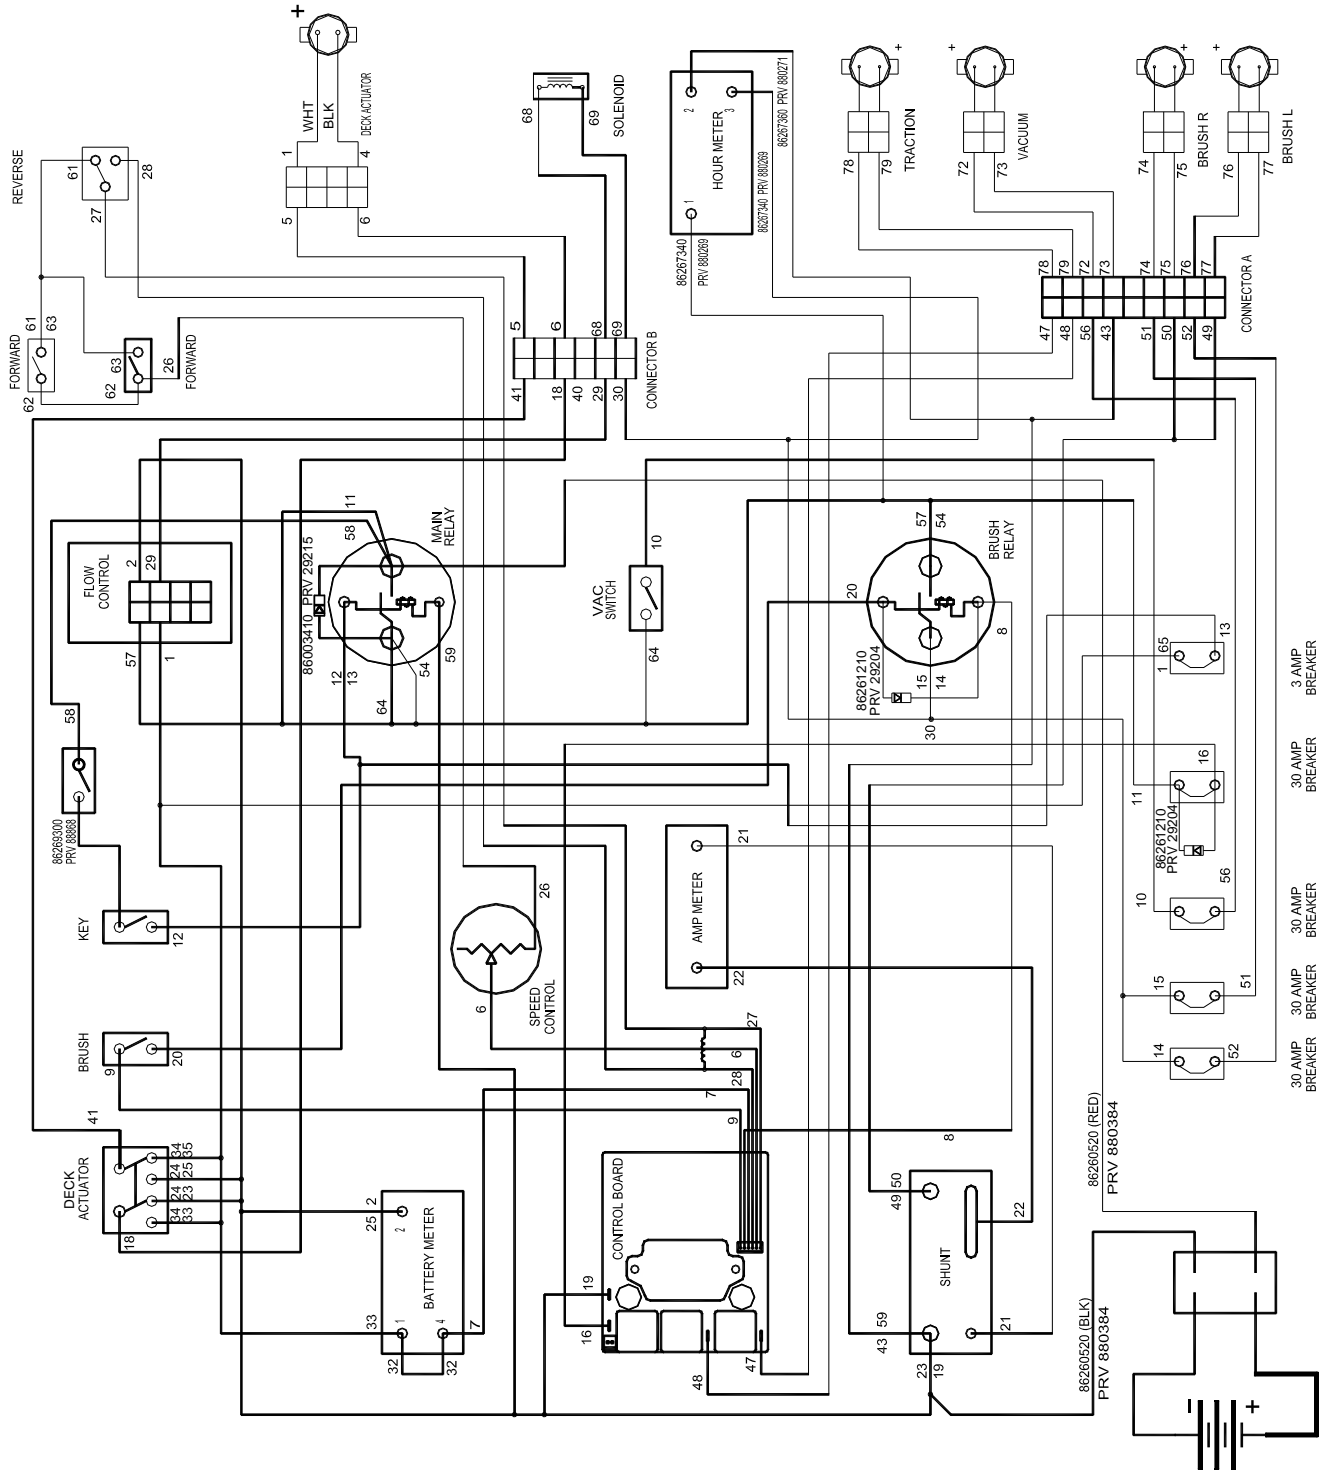 +
WHT
BLK
DECK ACTUATOR
1
4
5
6
REVERSE
61
28
27
FORWARD
61
63
62
63
62
26
FORWARD
68
69
SOLENOID
2
3
1
HOUR METER
86267360 PRV 880271
86267340 PRV 880269
86267340
PRV 880269
+
78
79
TRACTION
+
72
73
VACUUM
+
74
75
BRUSH R
+
76
77
BRUSH L
5
6
68
69
41
18
40
29
30
CONNECTOR B
78
79
72
73
74
75
76
77
47
48
56
43
51
50
52
49
CONNECTOR A
FLOW
CONTROL
2
29
57
1
11
58
MAIN
RELAY
86003410 PRV 29215
12
13
64
54
59
10
VAC
SWITCH
64
57
54
BRUSH
RELAY
20
8
15
14
86261210
PRV 29204
30
58
86269300
PRV 88868
KEY
12
BRUSH
9
20
41
DECK
ACTUATOR
34
35
24
25
24
23
34
33
18
26
SPEED
CONTROL
6
21
AMP METER
22
27
6
28
7
9
8
1
65
13
3 AMP
BREAKER
11
16
30 AMP
BREAKER
86261210
PRV 29204
10
56
30 AMP
BREAKER
15
51
30 AMP
BREAKER
14
52
30 AMP
BREAKER
25
2
2
BATTERY METER
33
1
4
7
32
32
CONTROL BOARD
19
16
48
47
49
50
SHUNT
22
43
59
23
19
21
86260520 (RED)
PRV 880384
86260520 (BLK)
PRV 880384
-
+